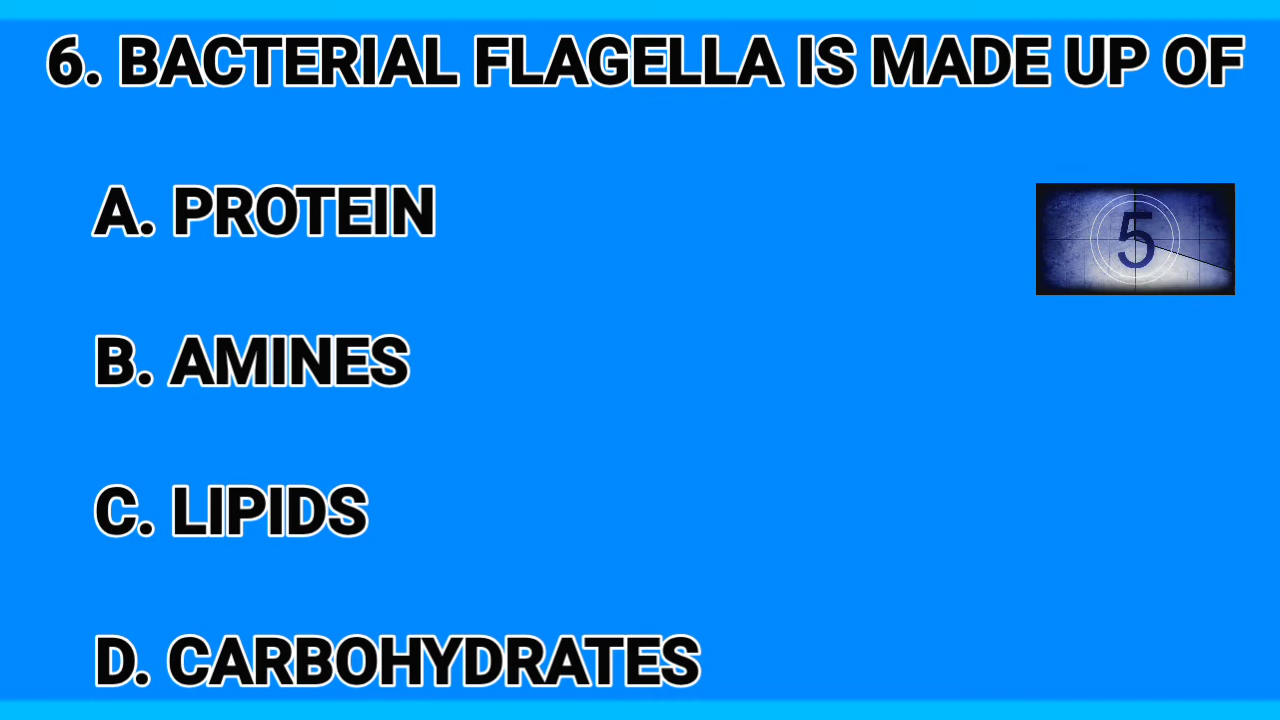 6. BACTERIAL FLAGELLA IS MADE UP OF
A. PROTEIN
5
B. AMINES
C. LIPIDS
D. CARBOHYDRATES